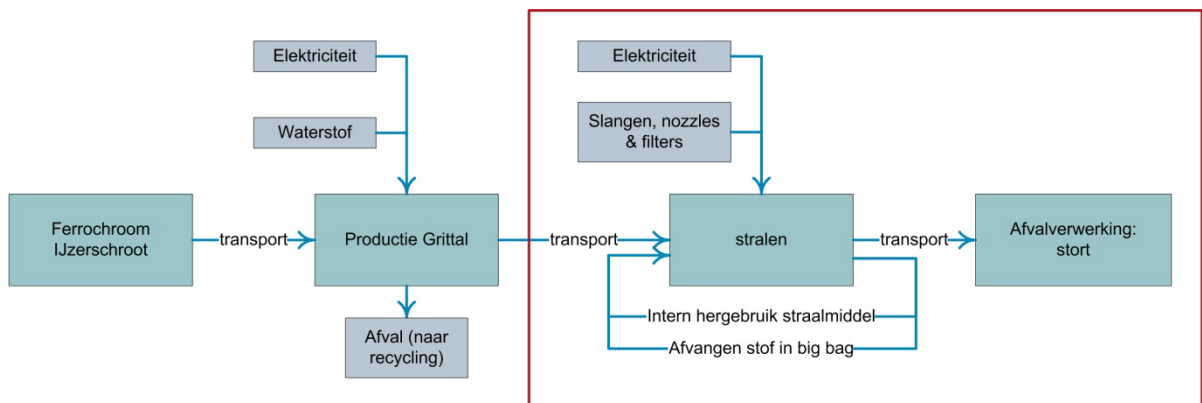 Elektriciteit
Waterstof
Ferrochroom
IJzerschroot
transport
Productie Grittal
Afval (naar
recycling)
transport
Elektriciteit
Slangen, nozzles
& filters
stralen
Intern hergebruik straalmiddel
Afvangen stof in big bag
transport
Afvalverwerking:
stort